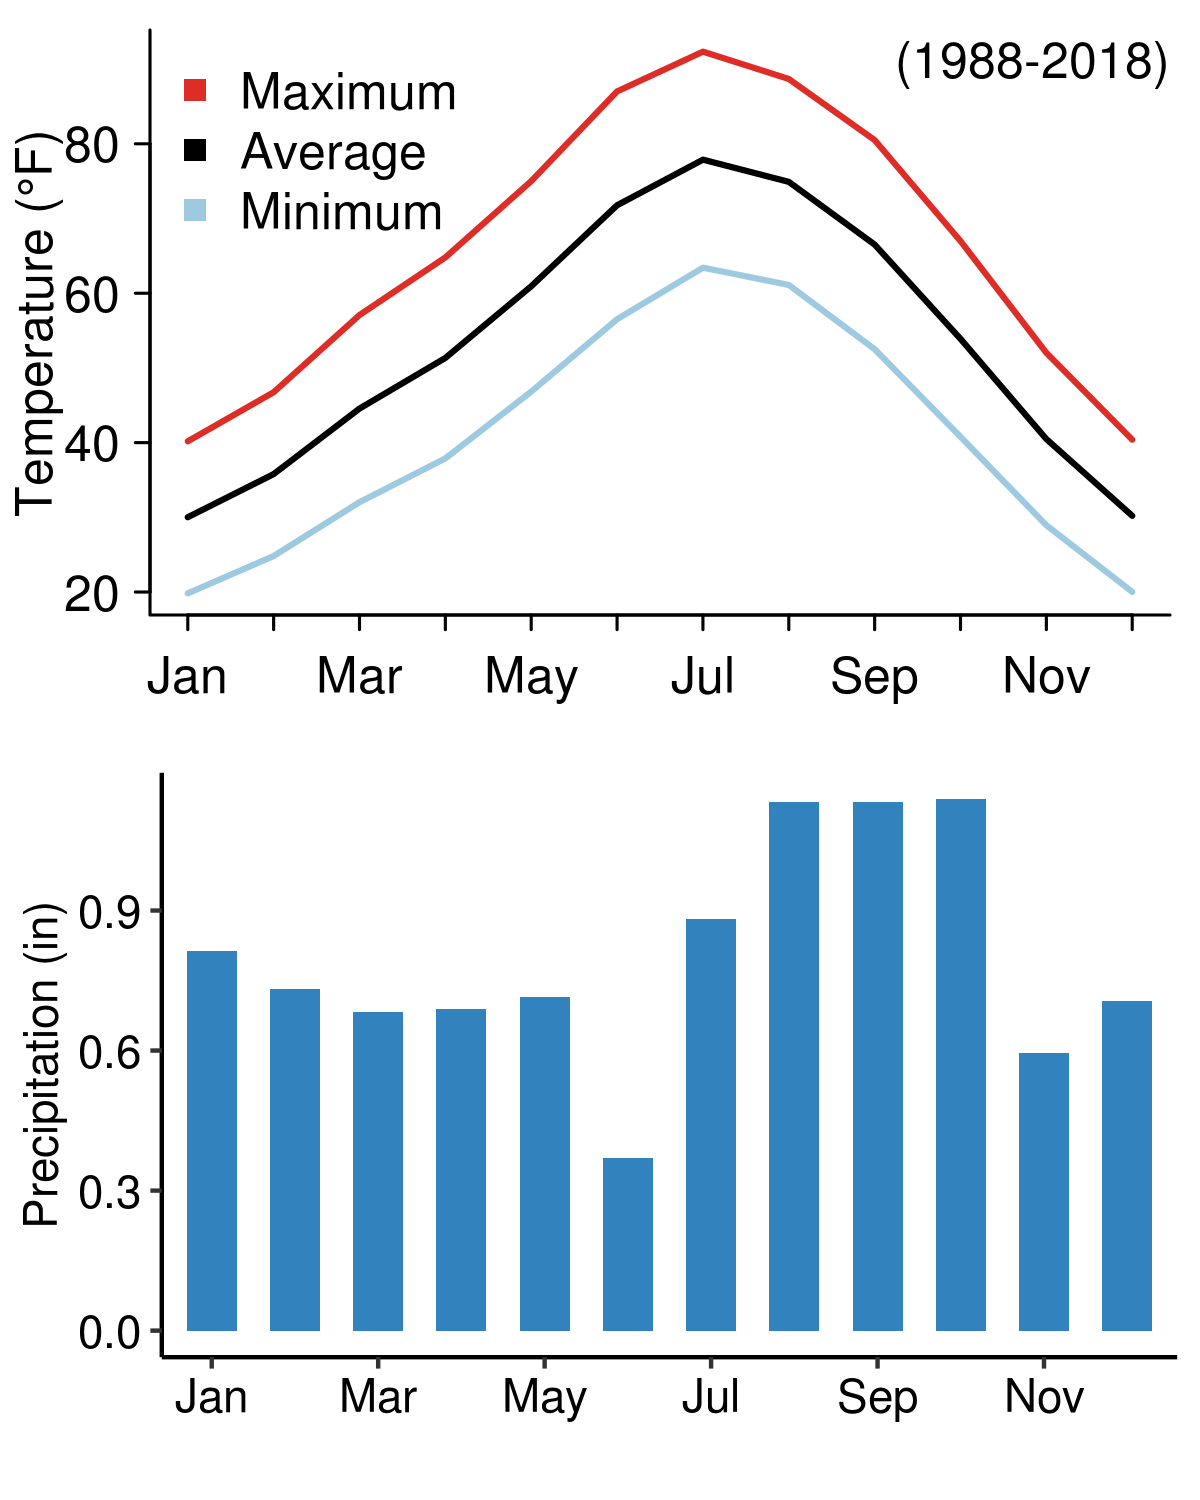 (1988-2018)
Maximum
Average
Minimum
Temperature (°F)
80
60
40
20
Jan Mar May Jul Sep Nov
Precipitation (in)
0.9
0.6
0.3
0.0
Jan Mar May Jul Sep Nov